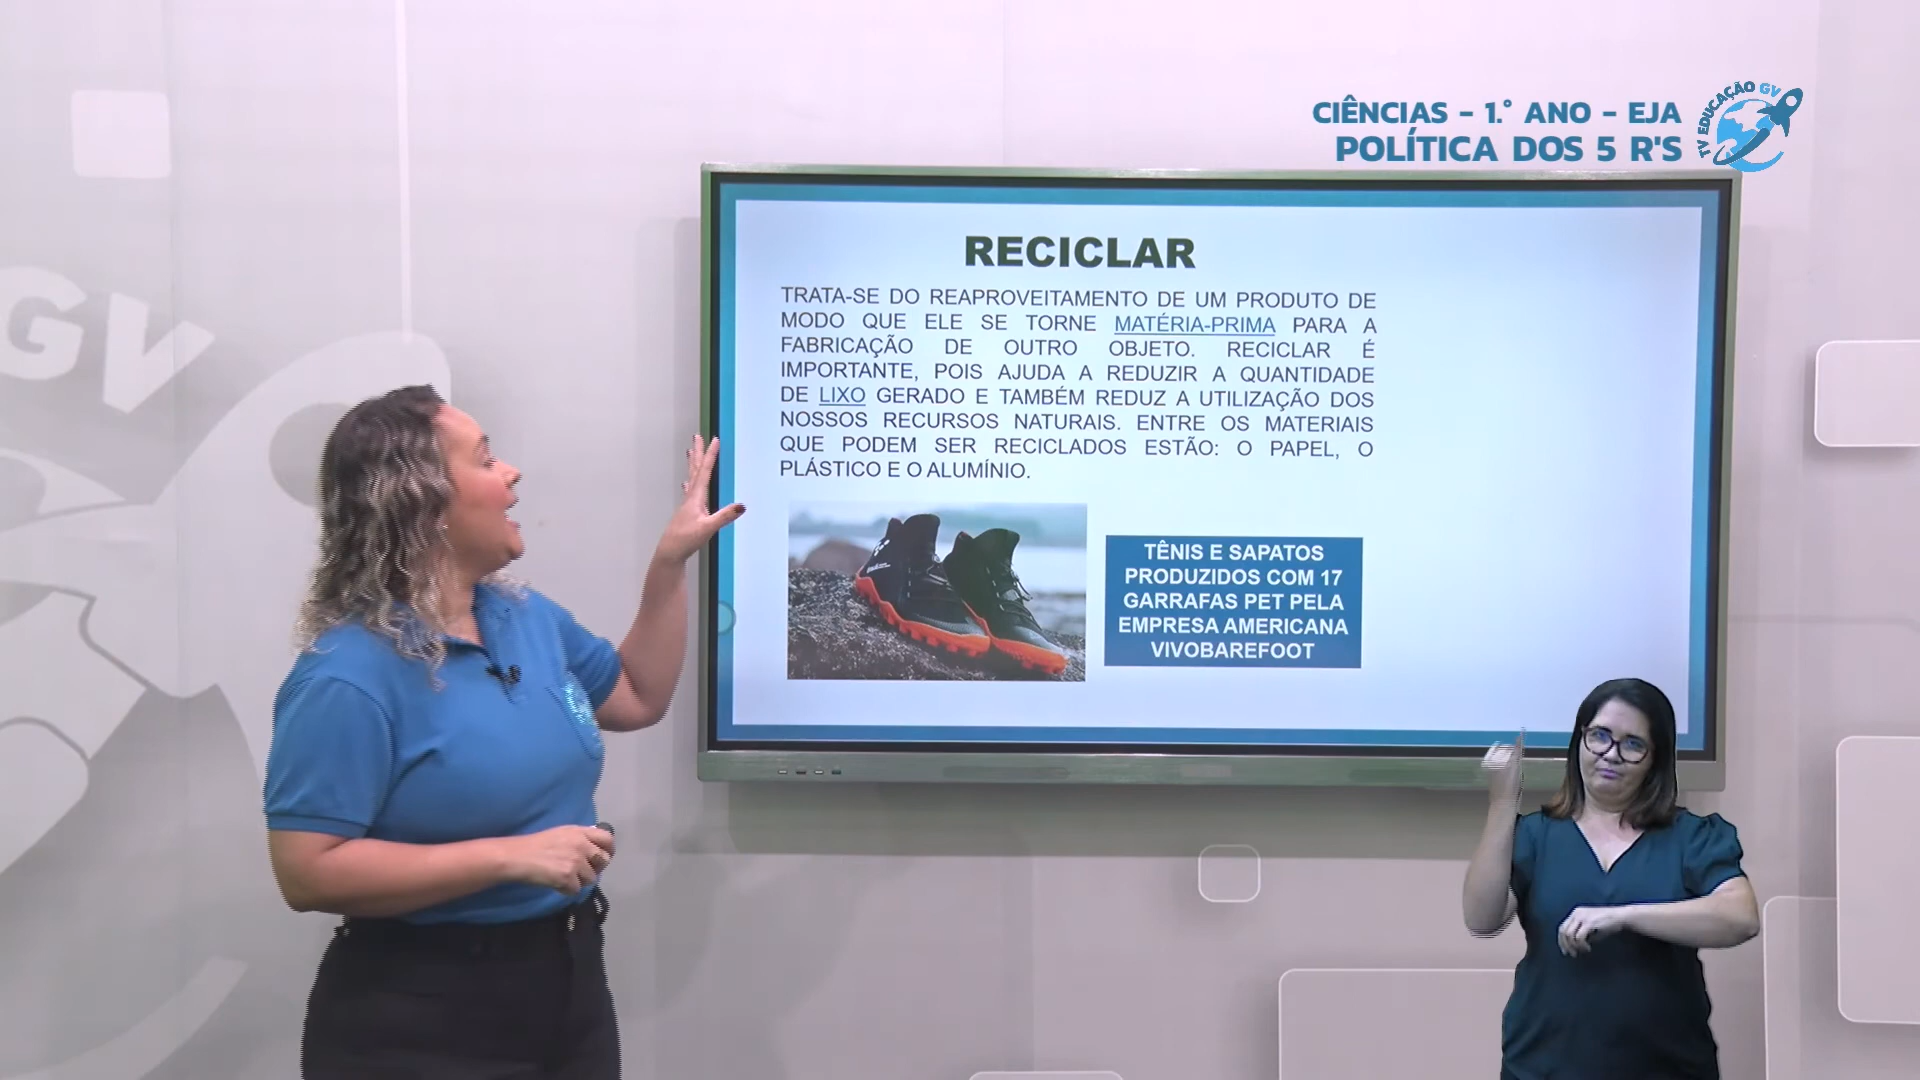 CIÊNCIAS - 1.° ANO - EJA
POLÍTICA DOS 5 R'S
TV EDUCAÇÃO GV
GV
RECICLAR
TRATA-SE DO REAPROVEITAMENTO DE UM PRODUTO DE
MODO QUE ELE SE TORNE MATÉRIA-PRIMA PARA A
FABRICAÇÃO DE OUTRO OBJETO. RECICLAR É
IMPORTANTE, POIS AJUDA A REDUZIR A QUANTIDADE
DE LIXO GERADO E TAMBÉM REDUZ A UTILIZAÇÃO DOS
NOSSOS RECURSOS NATURAIS. ENTRE OS MATERIAIS
QUE PODEM SER RECICLADOS ESTÃO: O PAPEL, O
PLÁSTICO E O ALUMÍNIO.
TÊNIS E SAPATOS
PRODUZIDOS COM 17
GARRAFAS PET PELA
EMPRESA AMERICANA
VIVOBAREFOOT